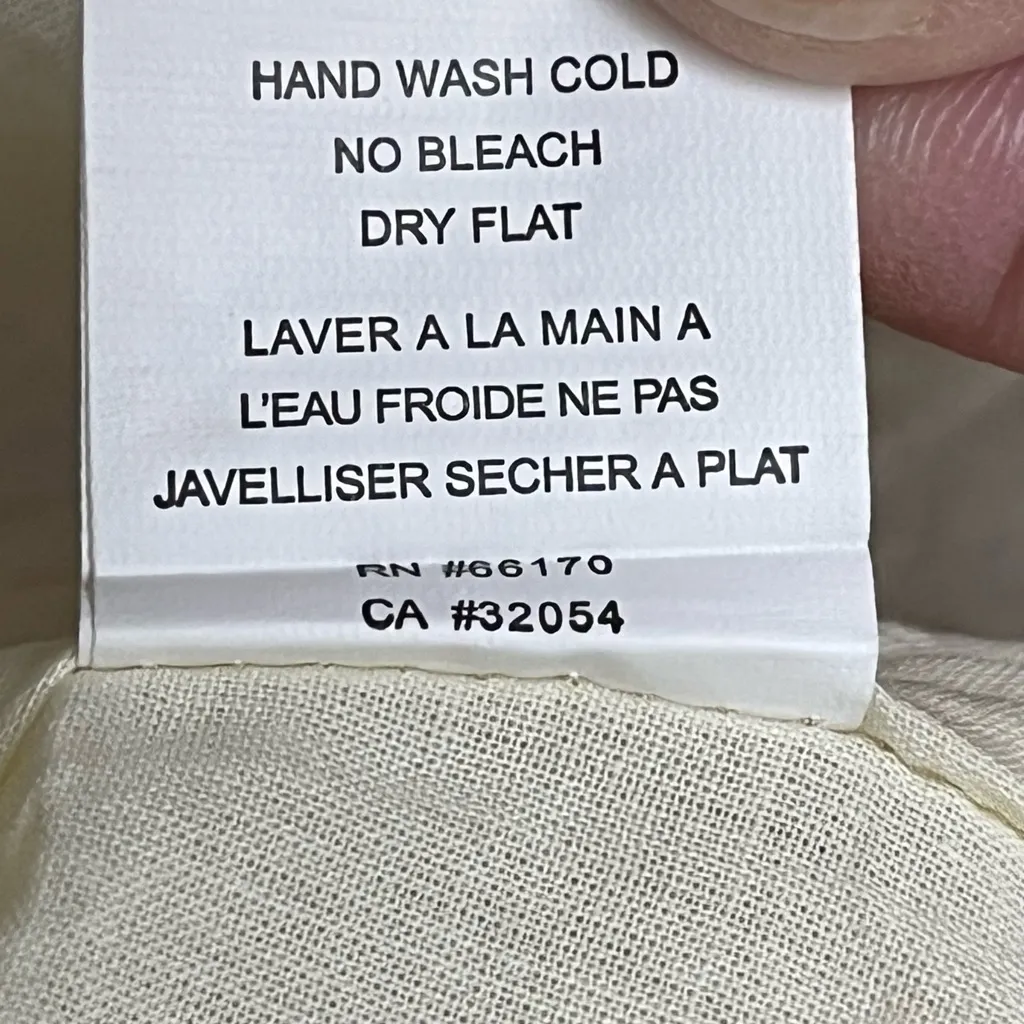 HAND WASH COLD
NO BLEACH
DRY FLAT
LAVER A LA MAIN A
L'EAU FROIDE NE PAS
JAVELLISER SECHER A PLAT
RN #66170
CA #32054